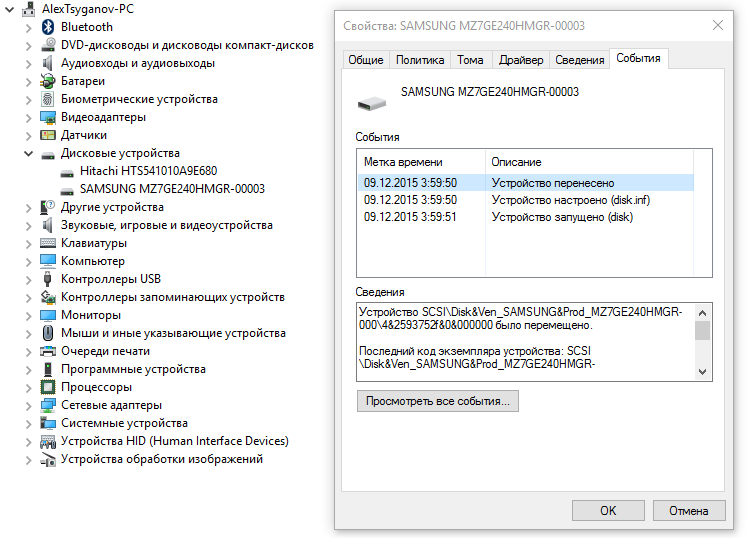 AlexTsyganov-PC
Bluetooth
DVD-дисководы и дисководы компакт-дисков
Аудиовходы и аудиовыходы
Батареи
Биометрические устройства
Видеоадаптеры
Датчики
Дисковые устройства
Hitachi HTS541010A9E680
SAMSUNG MZ7GE240HMGR-00003
Другие устройства
Звуковые, игровые и видеоустройства
Клавиатуры
Компьютер
Контроллеры USB
Контроллеры запоминающих устройств
Мониторы
Мыши и иные указывающие устройства
Очереди печати
Программные устройства
Процессоры
Сетевые адаптеры
Системные устройства
Устройства HID (Human Interface Devices)
Устройства обработки изображений
Свойства: SAMSUNG MZ7GE240HMGR-00003
Общие Политика Тома Драйвер Сведения События
SAMSUNG MZ7GE240HMGR-00003
События
Метка времени Описание
09.12.2015 3:59:50 Устройство перенесено
09.12.2015 3:59:50 Устройство настроено (disk.inf)
09.12.2015 3:59:51 Устройство запущено (disk)
Сведения
Устройство SCSI\Disk&Ven_SAMSUNG&Prod_MZ7GE240HMGR-
000\4&2593752f&0&000000 было перемещено.
Последний код экземпляра устройства: SCSI
\Disk&Ven_SAMSUNG&Prod_MZ7GE240HMGR-
Просмотреть все события...
OK Отмена